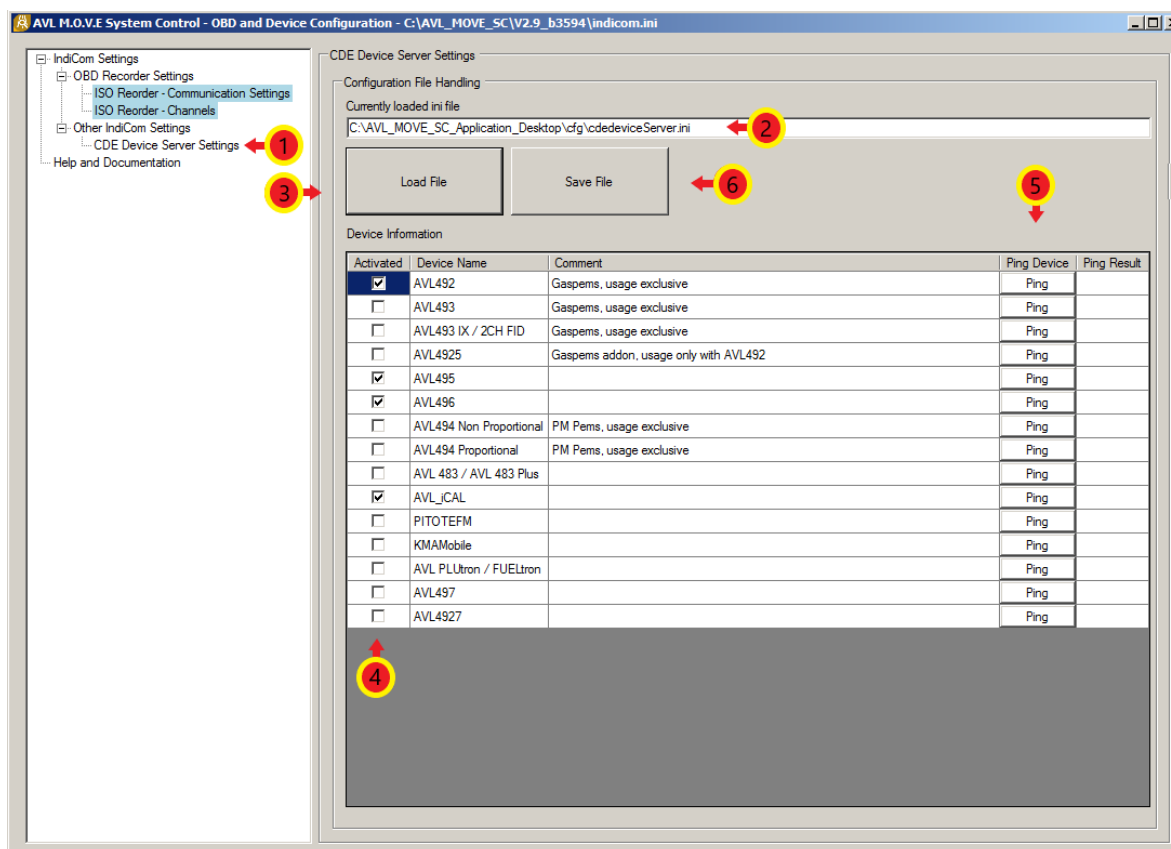 AVL M.O.V.E System Control - OBD and Device Configuration - C:\AVL_MOVE_SC\V2.9_b3594\indicom.ini
IndiCom Settings
OBD Recorder Settings
ISO Reorder - Communication Settings
ISO Reorder - Channels
Other IndiCom Settings
CDE Device Server Settings
1
Help and Documentation
CDE Device Server Settings
Configuration File Handling
Currently loaded ini file
C:\AVL_MOVE_SC_Application_Desktop\cfg\cdedeviceServer.ini
2
3
Load File
Save File
6
5
Device Information
Activated Device Name Comment Ping Device Ping Result
AVL492 Gaspems, usage exclusive Ping
AVL493 Gaspems, usage exclusive Ping
AVL493 IX / 2CH FID Gaspems, usage exclusive Ping
AVL4925 Gaspems addon, usage only with AVL492 Ping
AVL495 Ping
AVL496 Ping
AVL494 Non Proportional PM Pems, usage exclusive Ping
AVL494 Proportional PM Pems, usage exclusive Ping
AVL 483 / AVL 483 Plus Ping
AVL_iCAL Ping
PITOTEFM Ping
KMAMobile Ping
AVL PLUtron / FUELtron Ping
AVL497 Ping
AVL4927 Ping
4